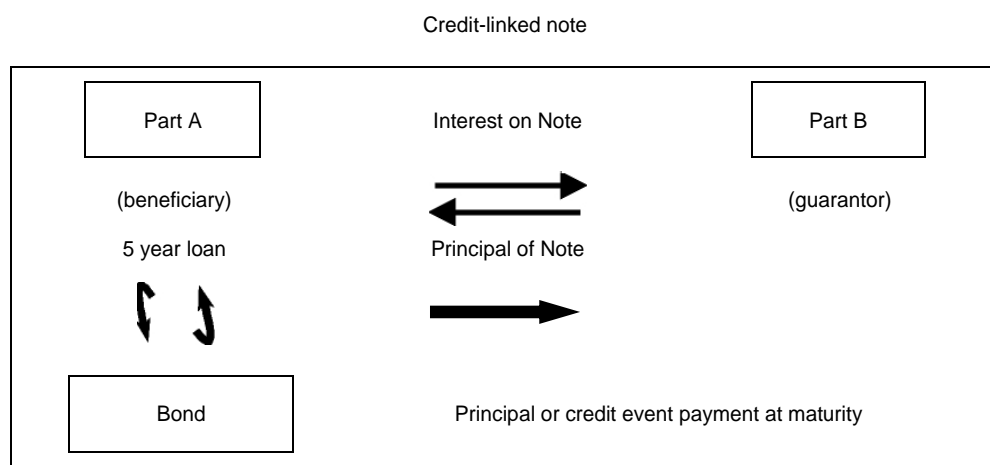 Credit-linked note
Part A
Interest on Note
Part B
(beneficiary)
(guarantor)
5 year loan
Principal of Note
Bond
Principal or credit event payment at maturity